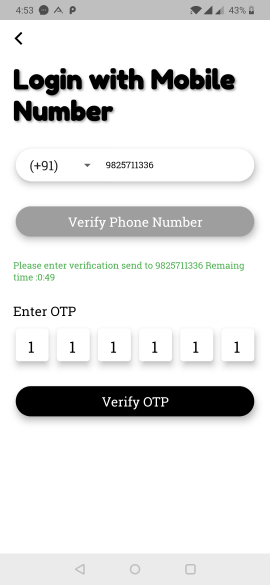 4:53 43%
Login with Mobile
Number
(+91) 9825711336
Verify Phone Number
Please enter verification send to 9825711336 Remaing
time :0:49
Enter OTP
1 1 1 1 1 1
Verify OTP